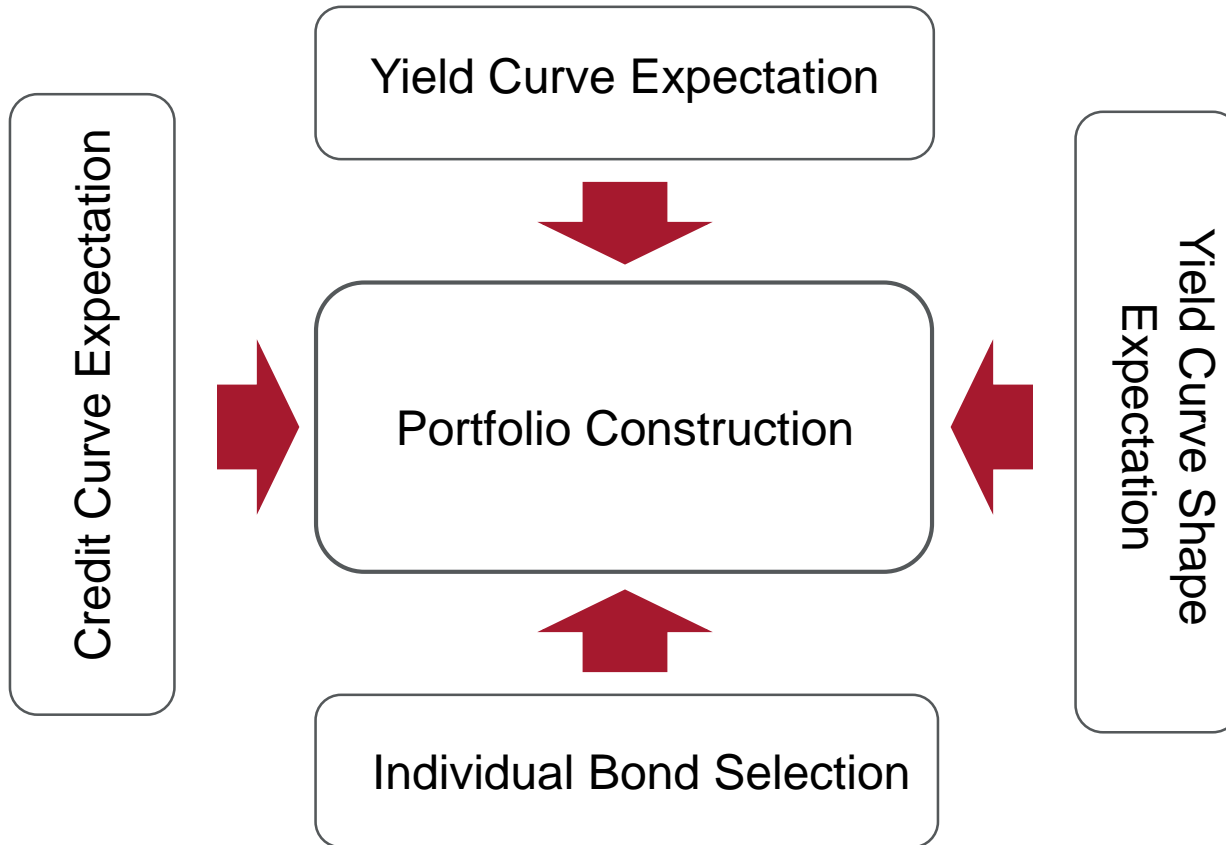 Yield Curve Expectation
Credit Curve Expectation
Portfolio Construction
Yield Curve Shape
Expectation
Individual Bond Selection